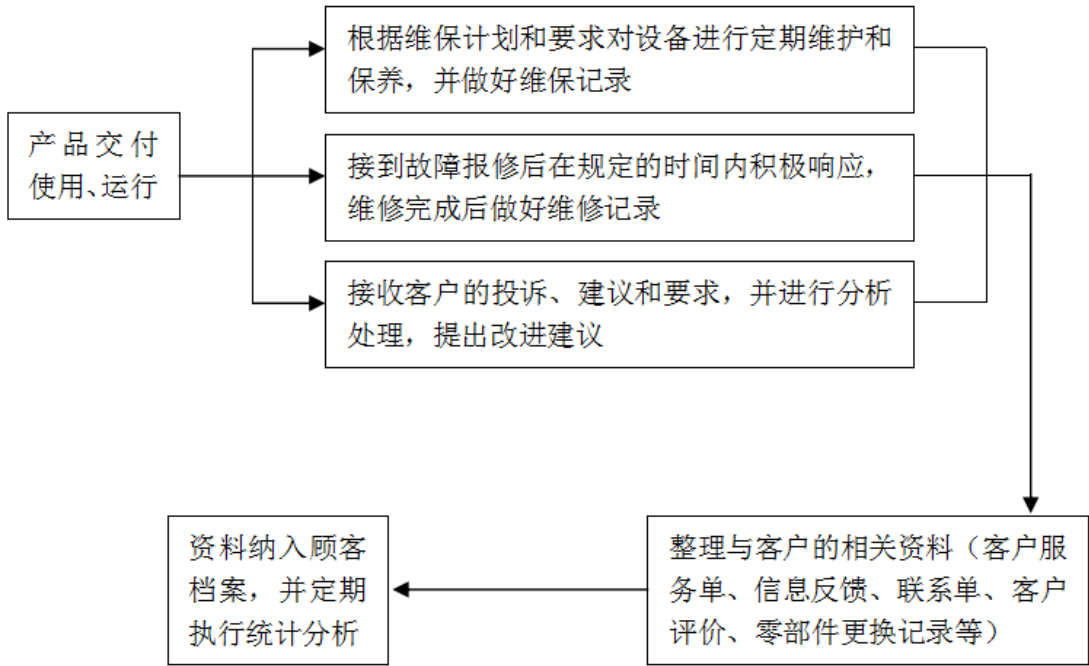 根据维保计划和要求对设备进行定期维护和
保养，并做好维保记录
产品交付
使用、运行
接到故障报修后在规定的时间内积极响应，
维修完成后做好维修记录
接收客户的投诉、建议和要求，并进行分析
处理，提出改进建议
整理与客户的相关资料（客户服
务单、信息反馈、联系单、客户
评价、零部件更换记录等）
资料纳入顾客
档案，并定期
执行统计分析